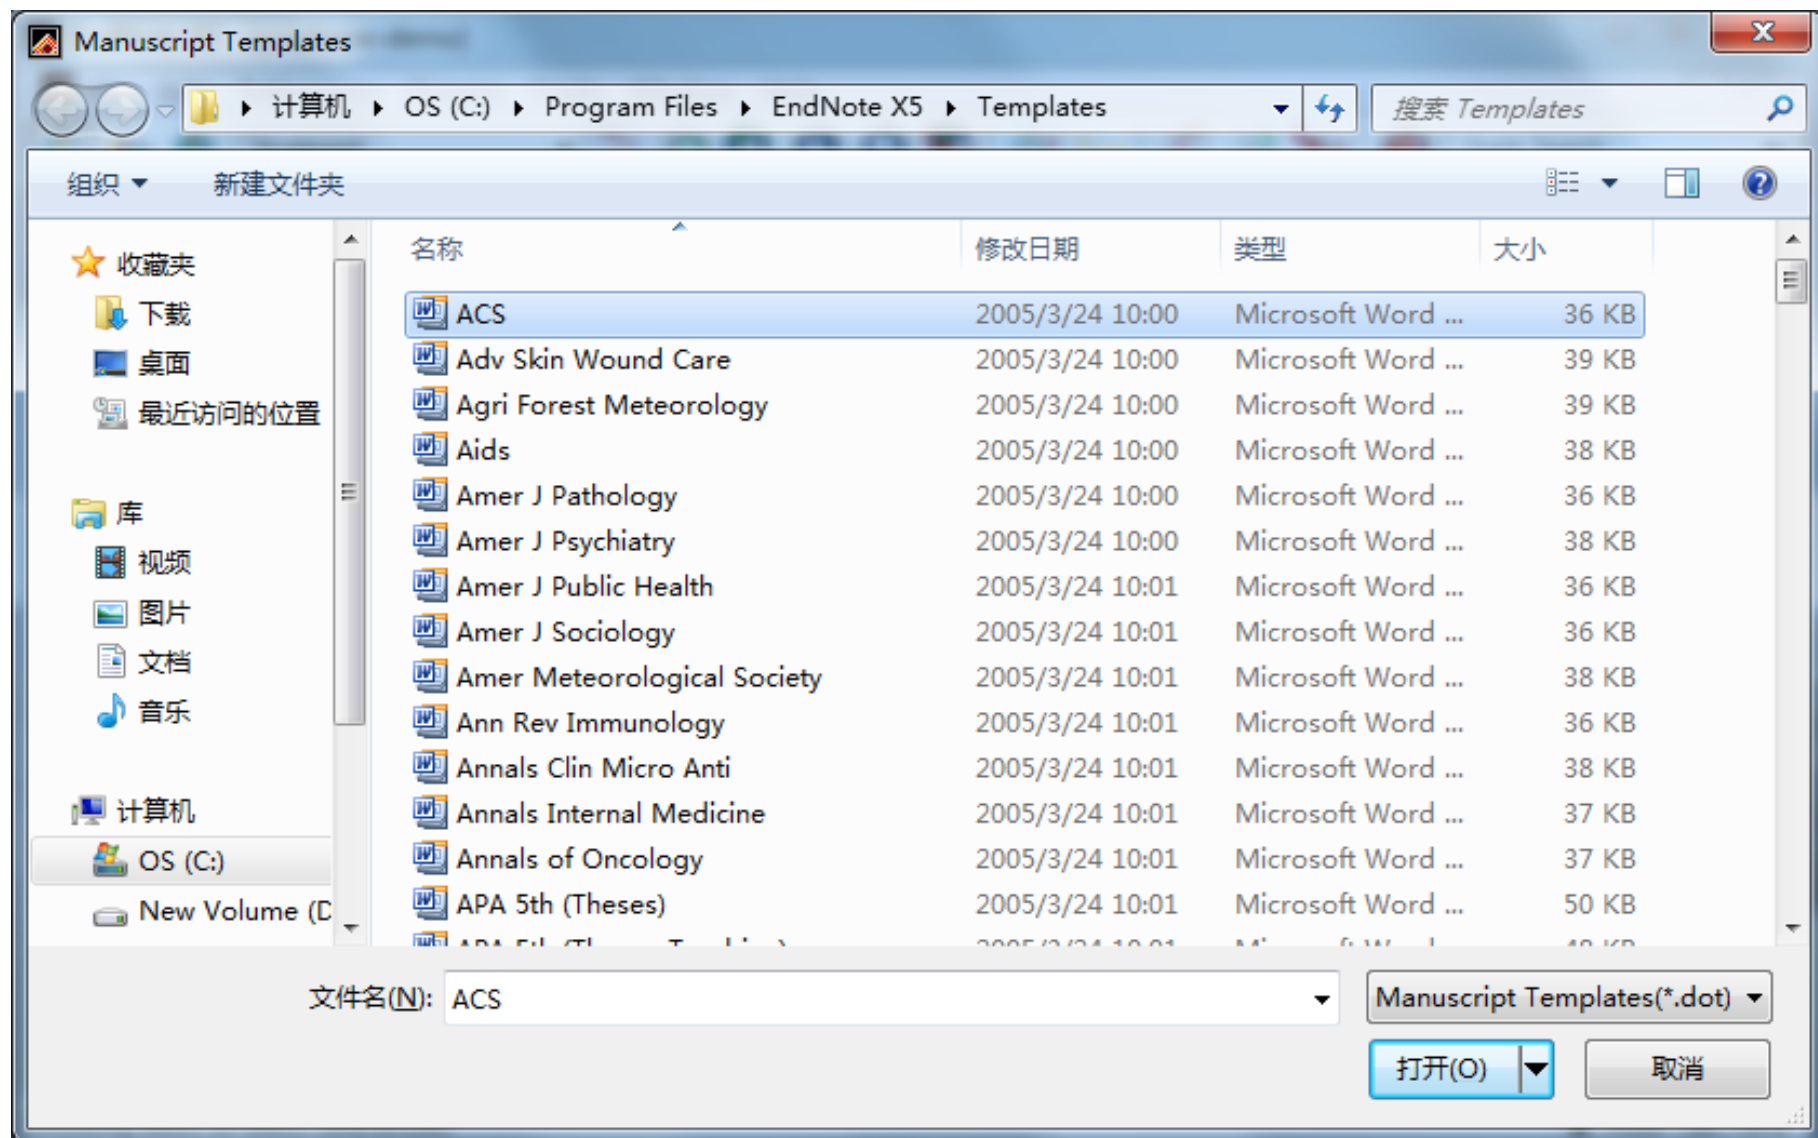 Manuscript Templates
计算机 OS (C:) Program Files EndNote X5 Templates 搜索 Templates
组织 新建文件夹
名称 修改日期 类型 大小
收藏夹
下载
桌面
最近访问的位置
库
视频
图片
文档
音乐
计算机
OS (C:)
New Volume (D
ACS 2005/3/24 10:00 Microsoft Word ... 36 KB
Adv Skin Wound Care 2005/3/24 10:00 Microsoft Word ... 39 KB
Agri Forest Meteorology 2005/3/24 10:00 Microsoft Word ... 39 KB
Aids 2005/3/24 10:00 Microsoft Word ... 38 KB
Amer J Pathology 2005/3/24 10:00 Microsoft Word ... 36 KB
Amer J Psychiatry 2005/3/24 10:00 Microsoft Word ... 38 KB
Amer J Public Health 2005/3/24 10:01 Microsoft Word ... 36 KB
Amer J Sociology 2005/3/24 10:01 Microsoft Word ... 36 KB
Amer Meteorological Society 2005/3/24 10:01 Microsoft Word ... 38 KB
Ann Rev Immunology 2005/3/24 10:01 Microsoft Word ... 36 KB
Annals Clin Micro Anti 2005/3/24 10:01 Microsoft Word ... 38 KB
Annals Internal Medicine 2005/3/24 10:01 Microsoft Word ... 37 KB
Annals of Oncology 2005/3/24 10:01 Microsoft Word ... 37 KB
APA 5th (Theses) 2005/3/24 10:01 Microsoft Word ... 50 KB
文件名(N): ACS Manuscript Templates(*.dot)
打开(O) 取消